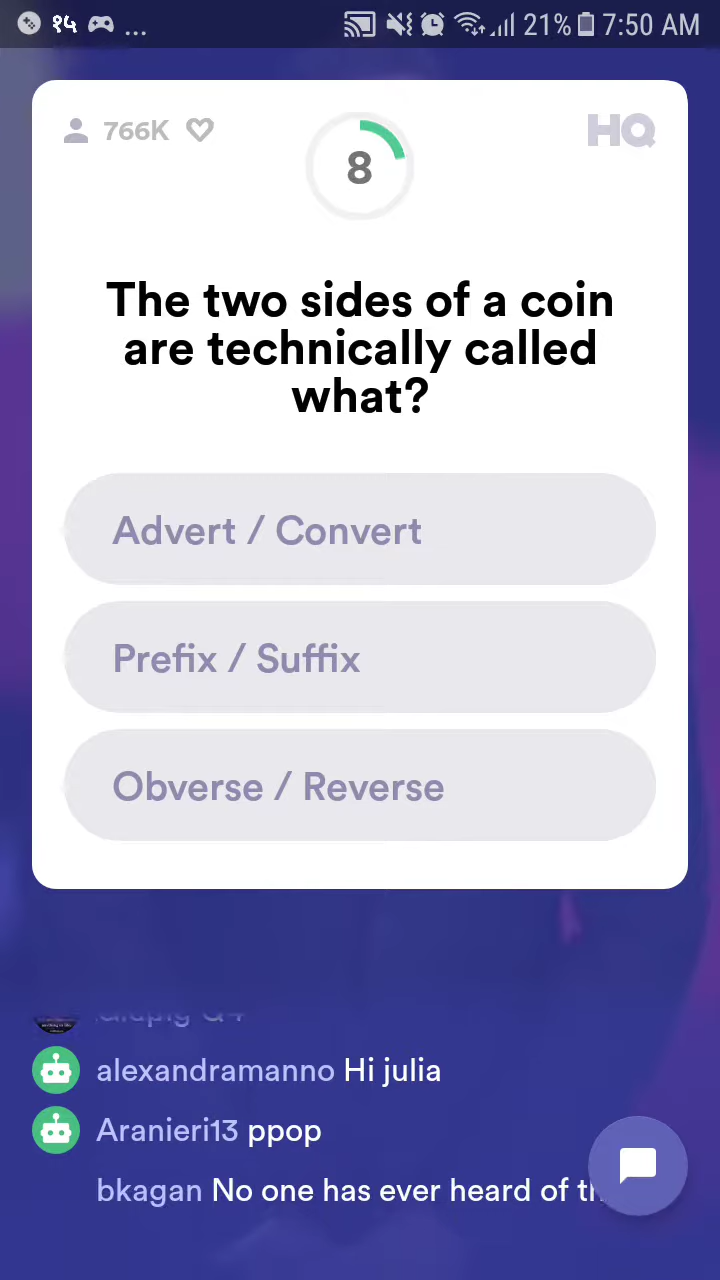 १५ ... 21% 7:50 AM
766K 8 HQ
The two sides of a coin
are technically called
what?
Advert / Convert
Prefix / Suffix
Obverse / Reverse
alexandramanno Hi julia
Aranieri13 ppop
bkagan No one has ever heard of